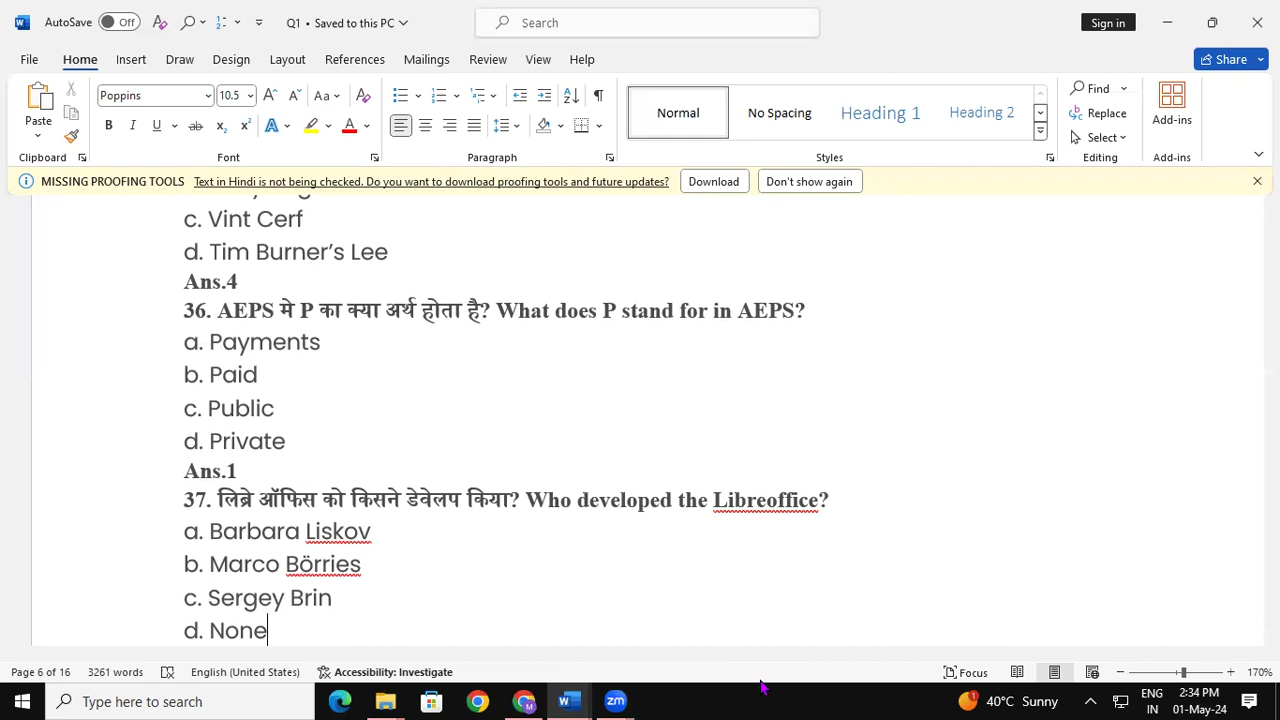 AutoSave Off Q1 • Saved to this PC Search Sign in
File Home Insert Draw Design Layout References Mailings Review View Help Share
Paste Poppins 10.5 Aa Normal No Spacing Heading 1 Heading 2 Find Replace Select Add-ins
B I U ab x₂ x² A A
Clipboard Font Paragraph Styles Editing Add-ins
MISSING PROOFING TOOLS Text in Hindi is not being checked. Do you want to download proofing tools and future updates? Download Don't show again
c. Vint Cerf
d. Tim Burner’s Lee
Ans.4
36. AEPS मे P का क्या अर्थ होता है? What does P stand for in AEPS?
a. Payments
b. Paid
c. Public
d. Private
Ans.1
37. लिब्रे ऑफिस को किसने डेवेलप किया? Who developed the Libreoffice?
a. Barbara Liskov
b. Marco Börries
c. Sergey Brin
d. None
Page 6 of 16 3261 words English (United States) Accessibility: Investigate Focus 170%
Type here to search 40°C Sunny ENG IN 2:34 PM 01-May-24